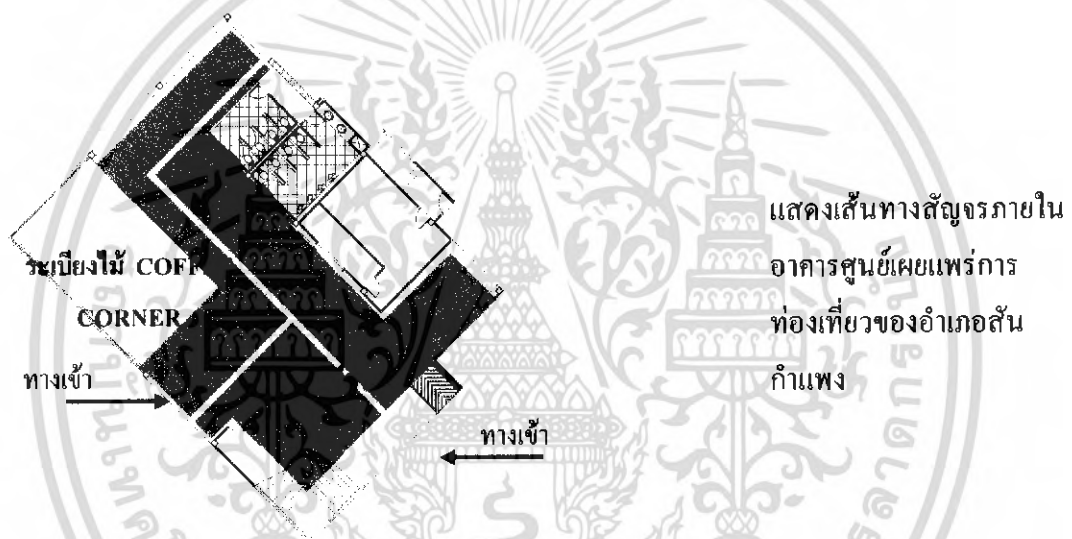 ระเบียงไม้ COFF
CORNER
ทางเข้า
ทางเข้า
แสดงเส้นทางสัญจรภายใน
อาคารศูนย์เผยแพร่การ
ท่องเที่ยวของอำเภอสัน
กำแพง